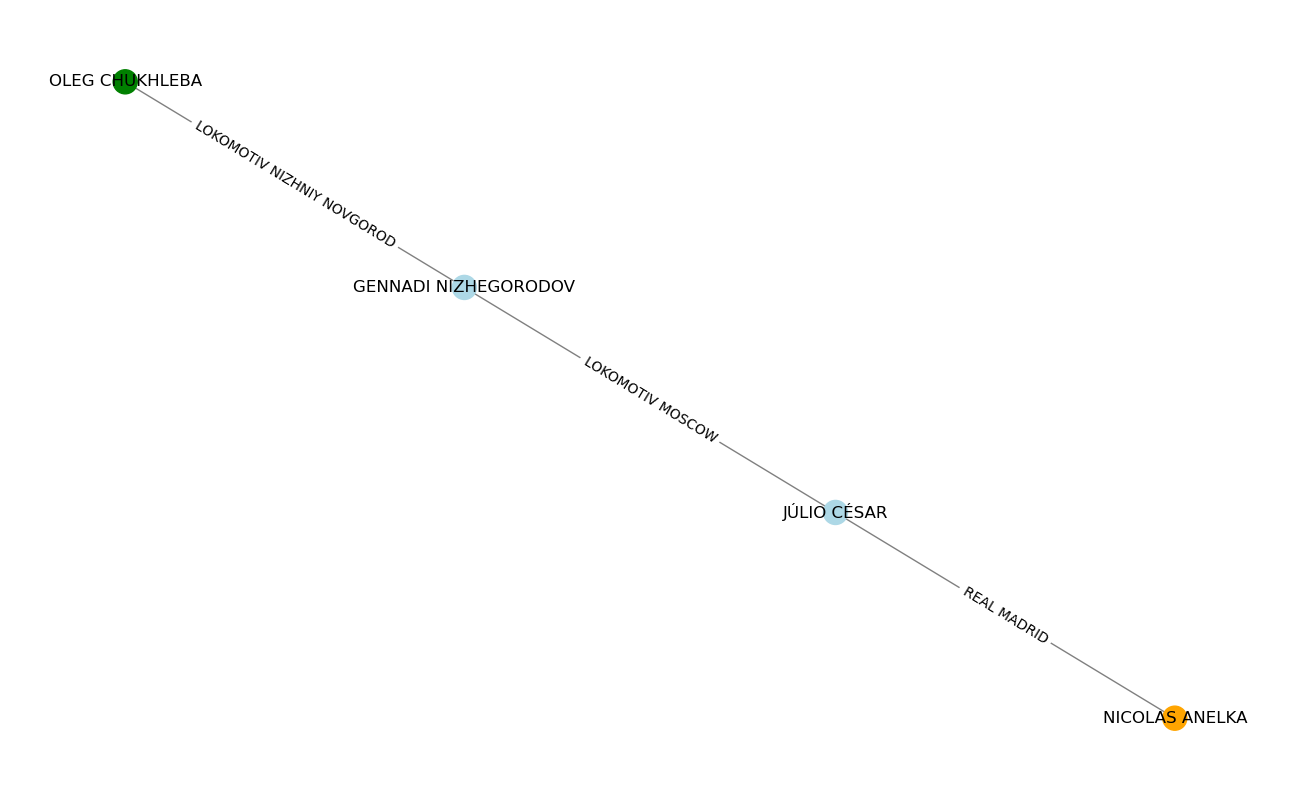 OLEG CHUKHLEBA
LOKOMOTIV NIZHNIY NOVGOROD
GENNADI NIZHEGORODOV
LOKOMOTIV MOSCOW
JÚLIO CÉSAR
REAL MADRID
NICOLAS ANELKA